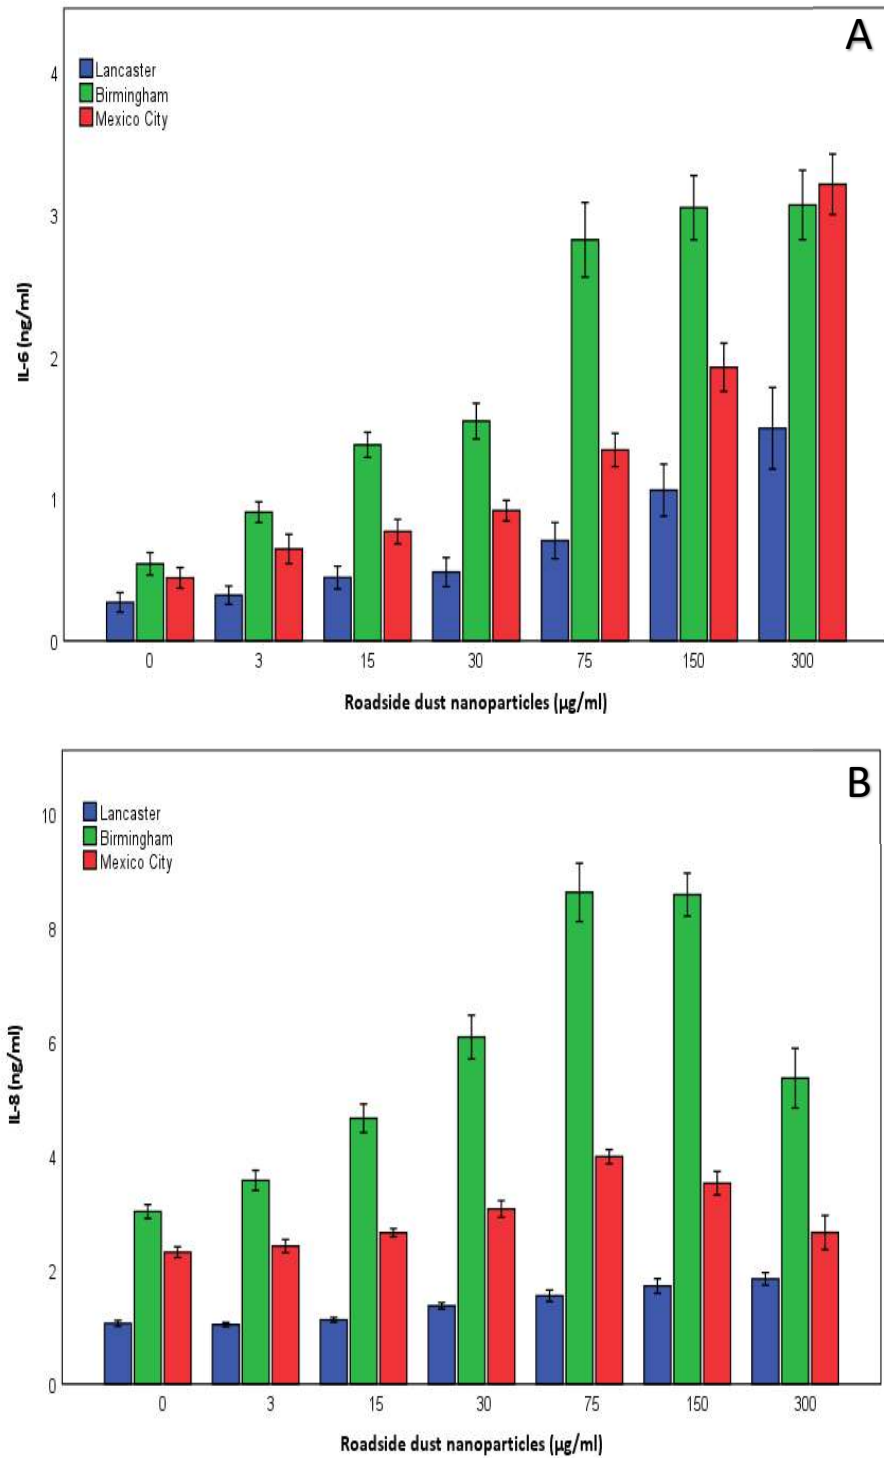 A
4
Lancaster
Birmingham
Mexico City
3
2
1
0
IL-6 (ng/ml)
0 3 15 30 75 150 300
Roadside dust nanoparticles (µg/ml)
B
10
Lancaster
Birmingham
Mexico City
8
6
4
2
0
IL-8 (ng/ml)
0 3 15 30 75 150 300
Roadside dust nanoparticles (µg/ml)